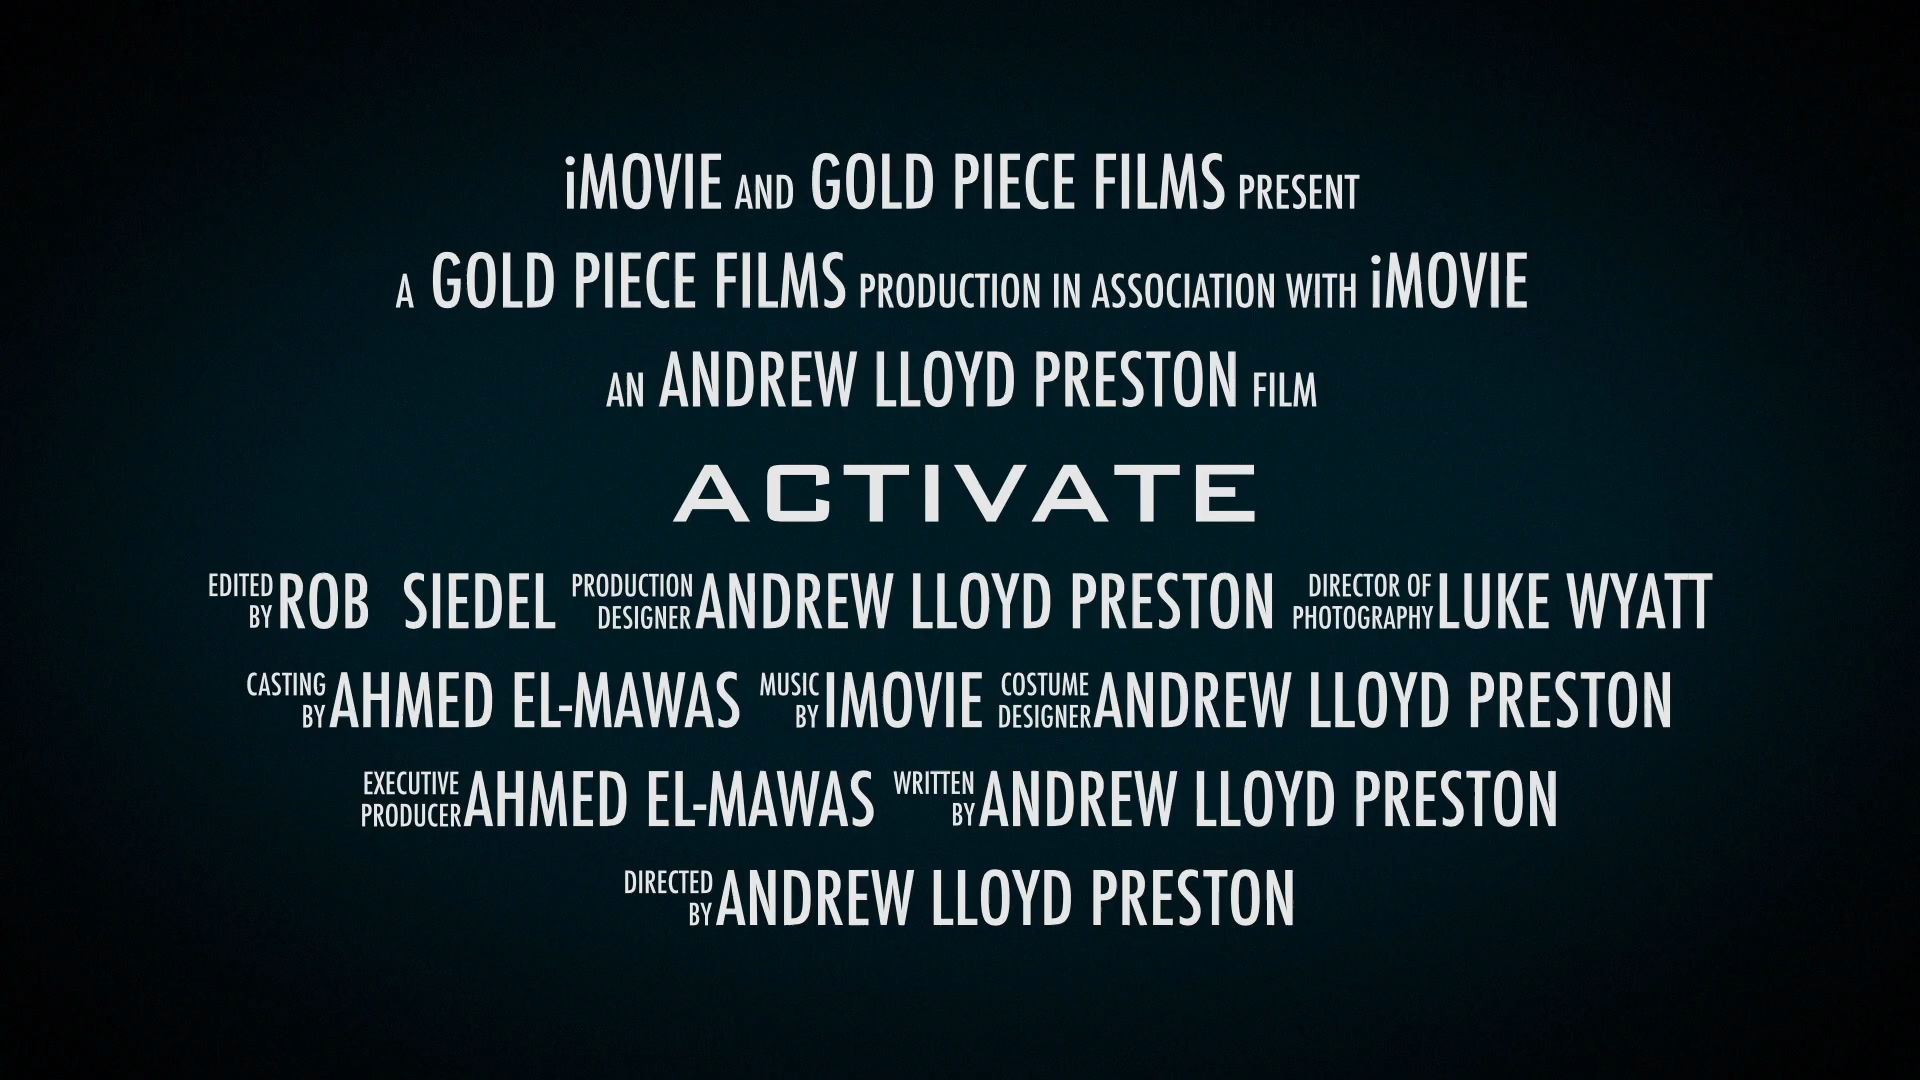 iMOVIE AND GOLD PIECE FILMS PRESENT
A GOLD PIECE FILMS PRODUCTION IN ASSOCIATION WITH iMOVIE
AN ANDREW LLOYD PRESTON FILM
ACTIVATE
EDITED BY ROB SIEDEL PRODUCTION DESIGNER ANDREW LLOYD PRESTON DIRECTOR OF PHOTOGRAPHY LUKE WYATT
CASTING BY AHMED EL-MAWAS MUSIC BY IMOVIE COSTUME DESIGNER ANDREW LLOYD PRESTON
EXECUTIVE PRODUCER AHMED EL-MAWAS WRITTEN BY ANDREW LLOYD PRESTON
DIRECTED BY ANDREW LLOYD PRESTON